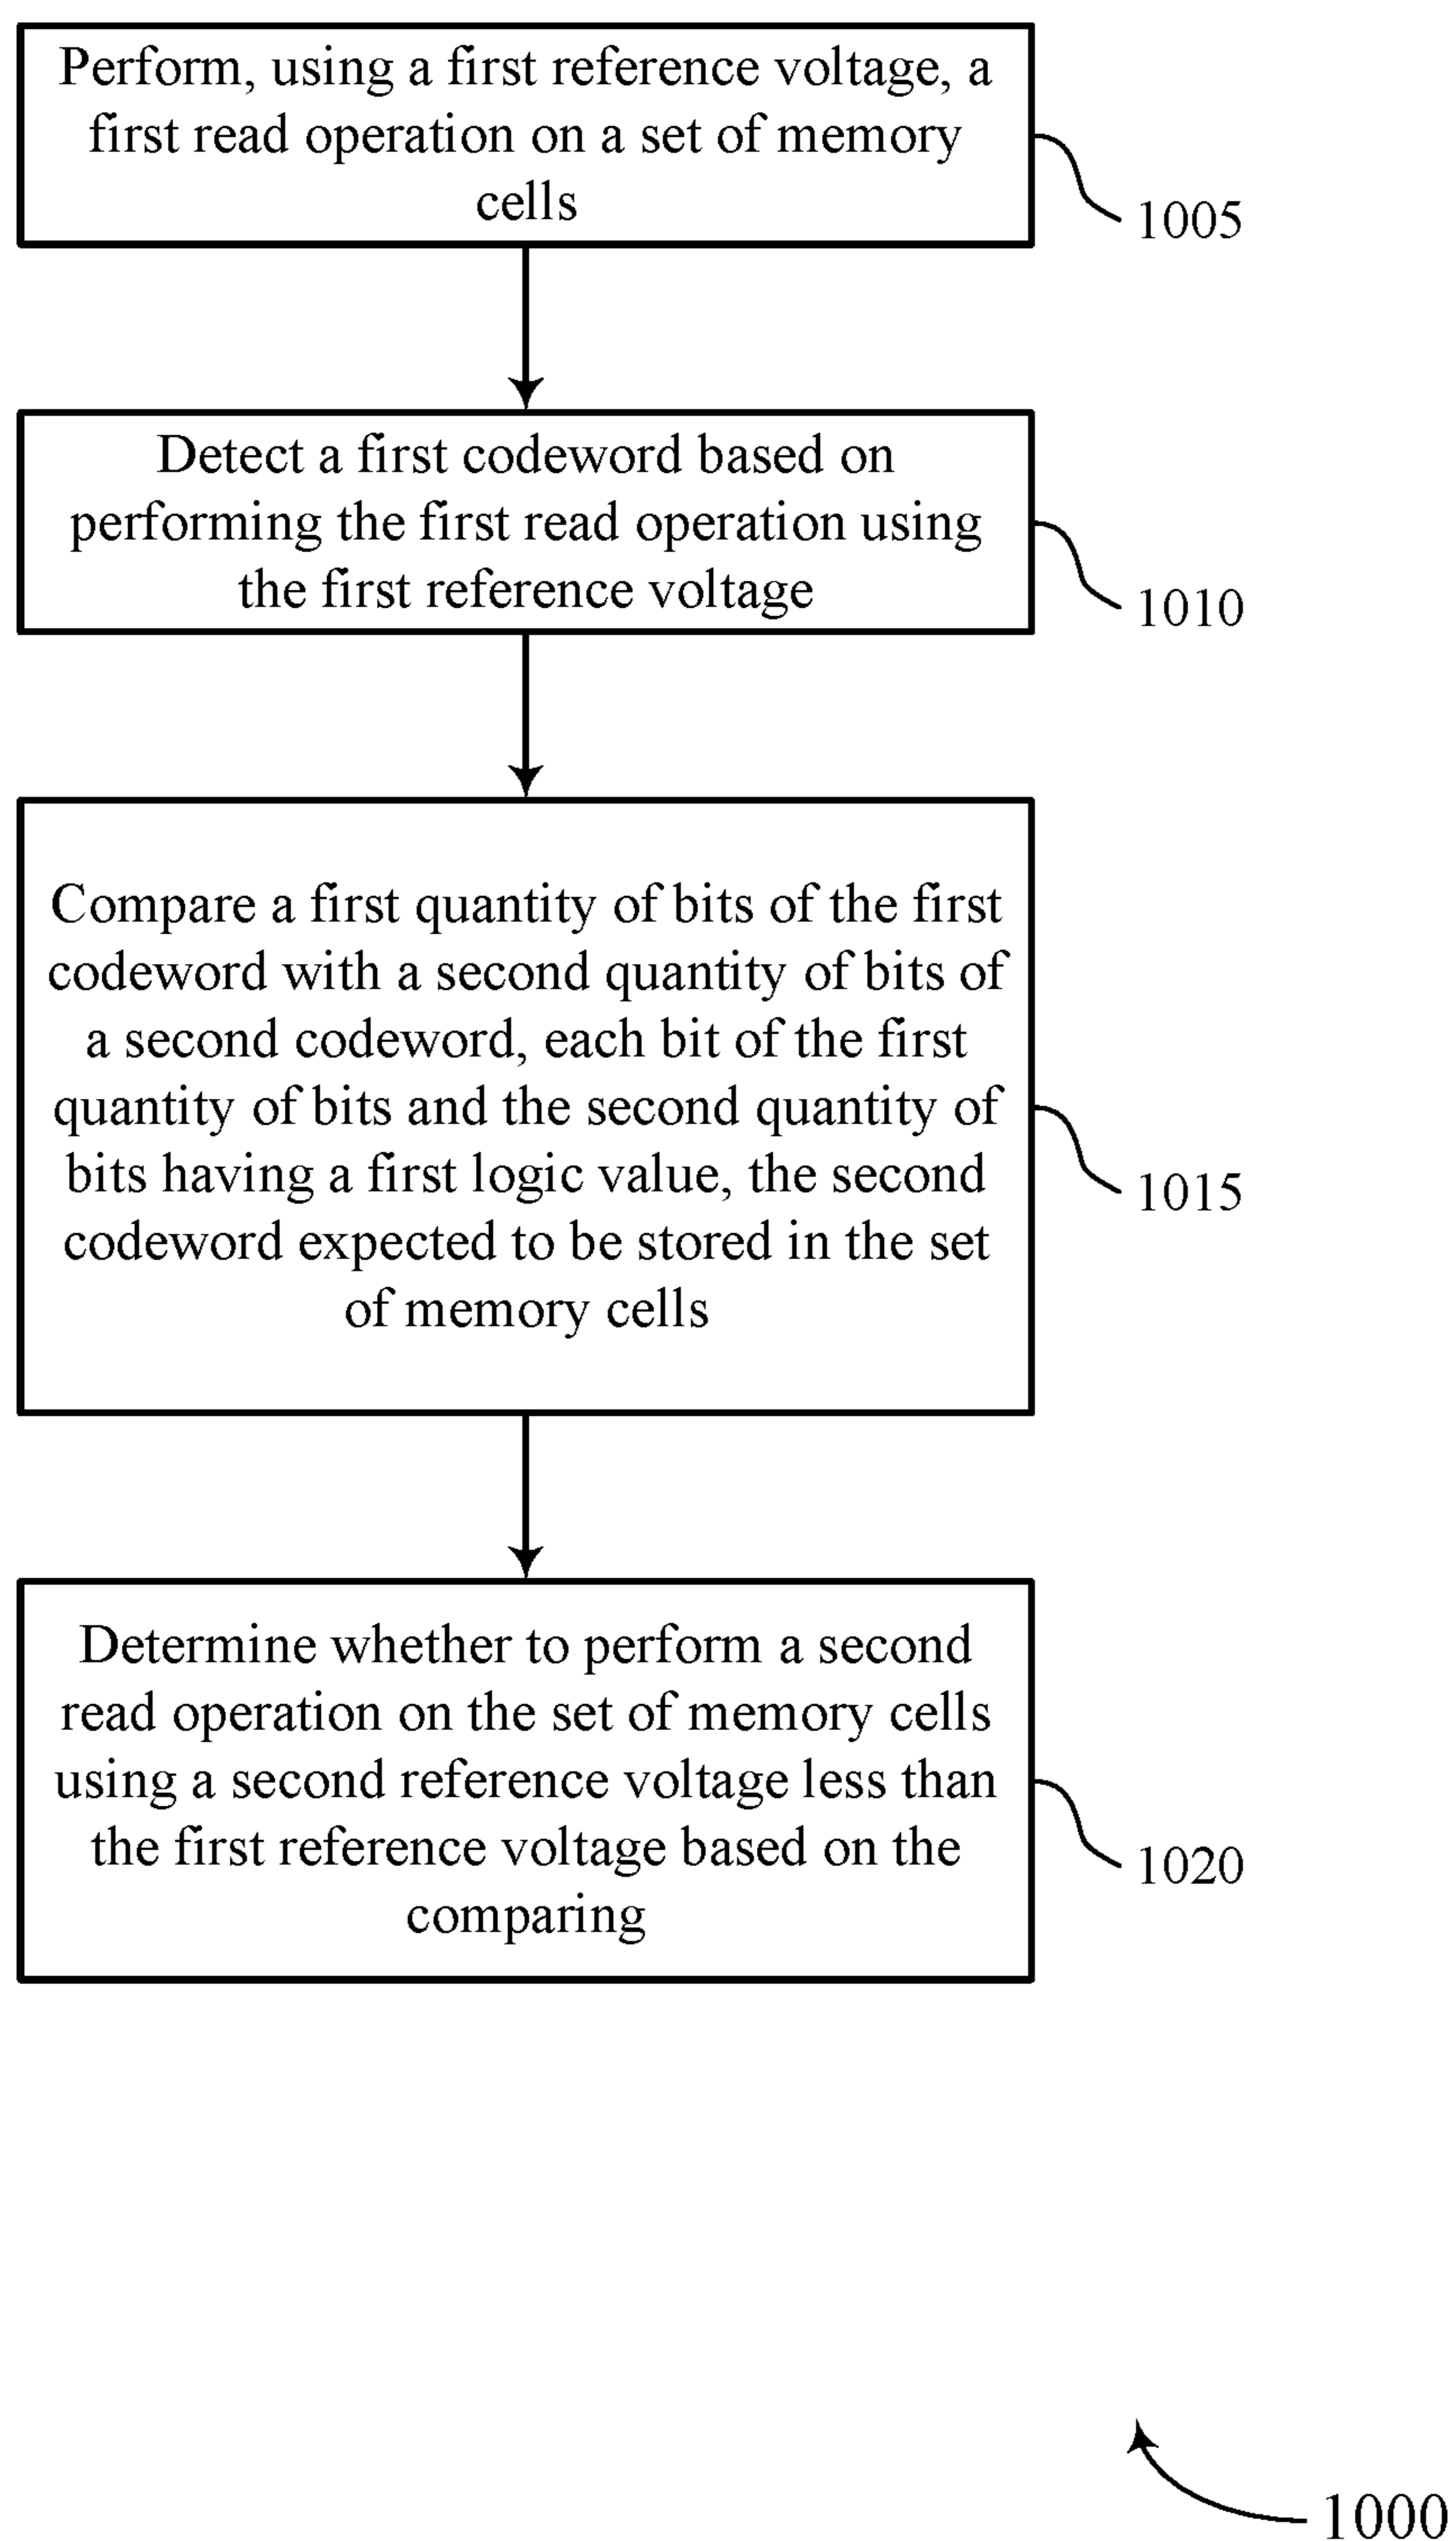 Perform, using a first reference voltage, a
first read operation on a set of memory
cells
1005
Detect a first codeword based on
performing the first read operation using
the first reference voltage
1010
Compare a first quantity of bits of the first
codeword with a second quantity of bits of
a second codeword, each bit of the first
quantity of bits and the second quantity of
bits having a first logic value, the second
codeword expected to be stored in the set
of memory cells
1015
Determine whether to perform a second
read operation on the set of memory cells
using a second reference voltage less than
the first reference voltage based on the
comparing
1020
1000